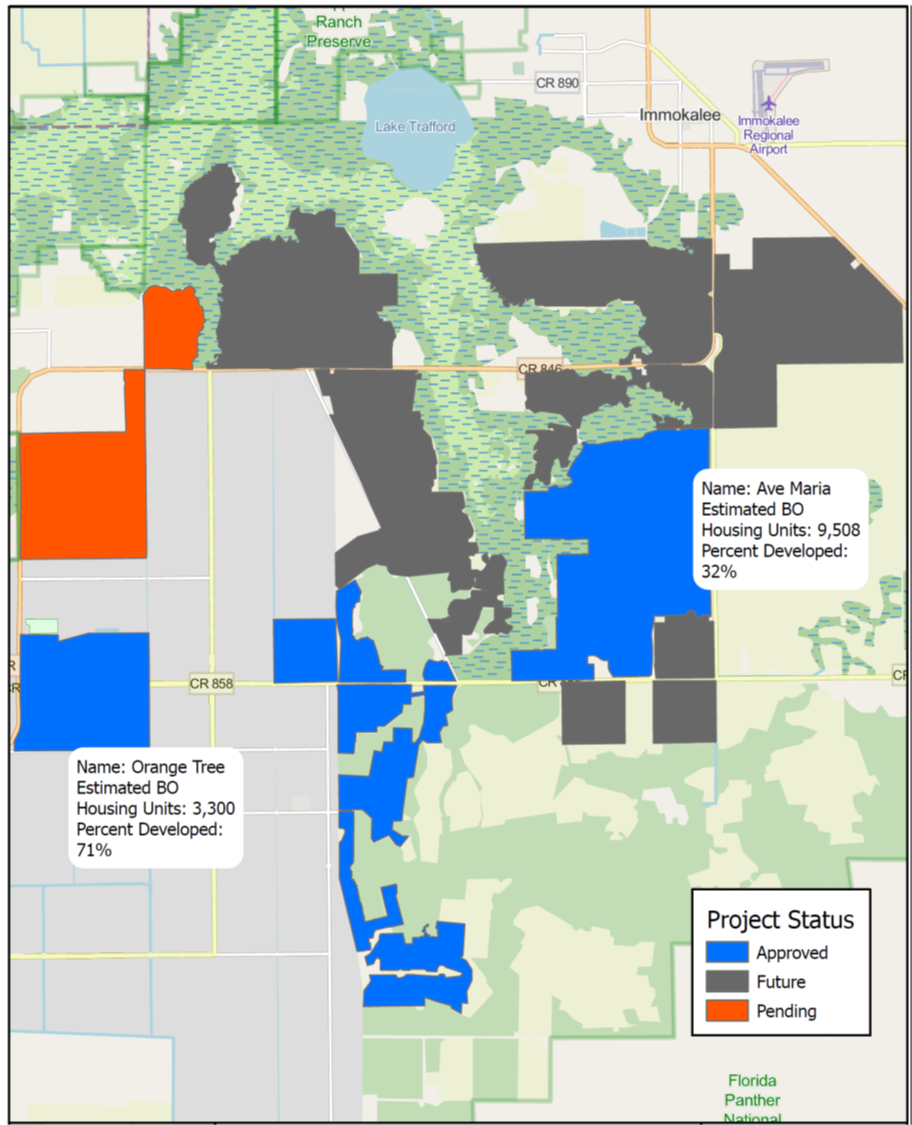 Ranch
Preserve
CR 890
Immokalee
Lake Trafford
Immokalee
Regional
Airport
CR 846
Name: Ave Maria
Estimated BO
Housing Units: 9,508
Percent Developed:
32%
CR 858
Name: Orange Tree
Estimated BO
Housing Units: 3,300
Percent Developed:
71%
Project Status
Approved
Future
Pending
Florida
Panther
National